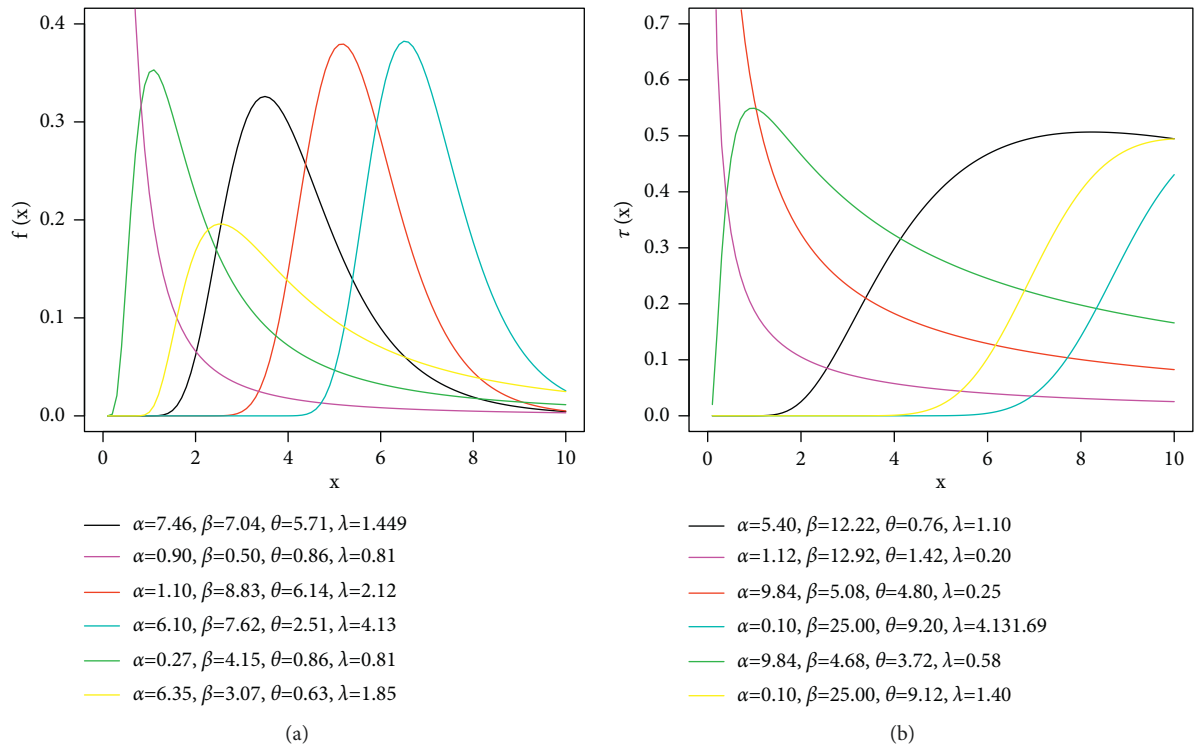 0.4
0.3
0.2
0.1
0.0
f (x)
0 2 4 6 8 10
x
α=7.46, β=7.04, θ=5.71, λ=1.449
α=0.90, β=0.50, θ=0.86, λ=0.81
α=1.10, β=8.83, θ=6.14, λ=2.12
α=6.10, β=7.62, θ=2.51, λ=4.13
α=0.27, β=4.15, θ=0.86, λ=0.81
α=6.35, β=3.07, θ=0.63, λ=1.85
(a)
0.7
0.6
0.5
0.4
0.3
0.2
0.1
0.0
τ (x)
0 2 4 6 8 10
x
α=5.40, β=12.22, θ=0.76, λ=1.10
α=1.12, β=12.92, θ=1.42, λ=0.20
α=9.84, β=5.08, θ=4.80, λ=0.25
α=0.10, β=25.00, θ=9.20, λ=4.131.69
α=9.84, β=4.68, θ=3.72, λ=0.58
α=0.10, β=25.00, θ=9.12, λ=1.40
(b)